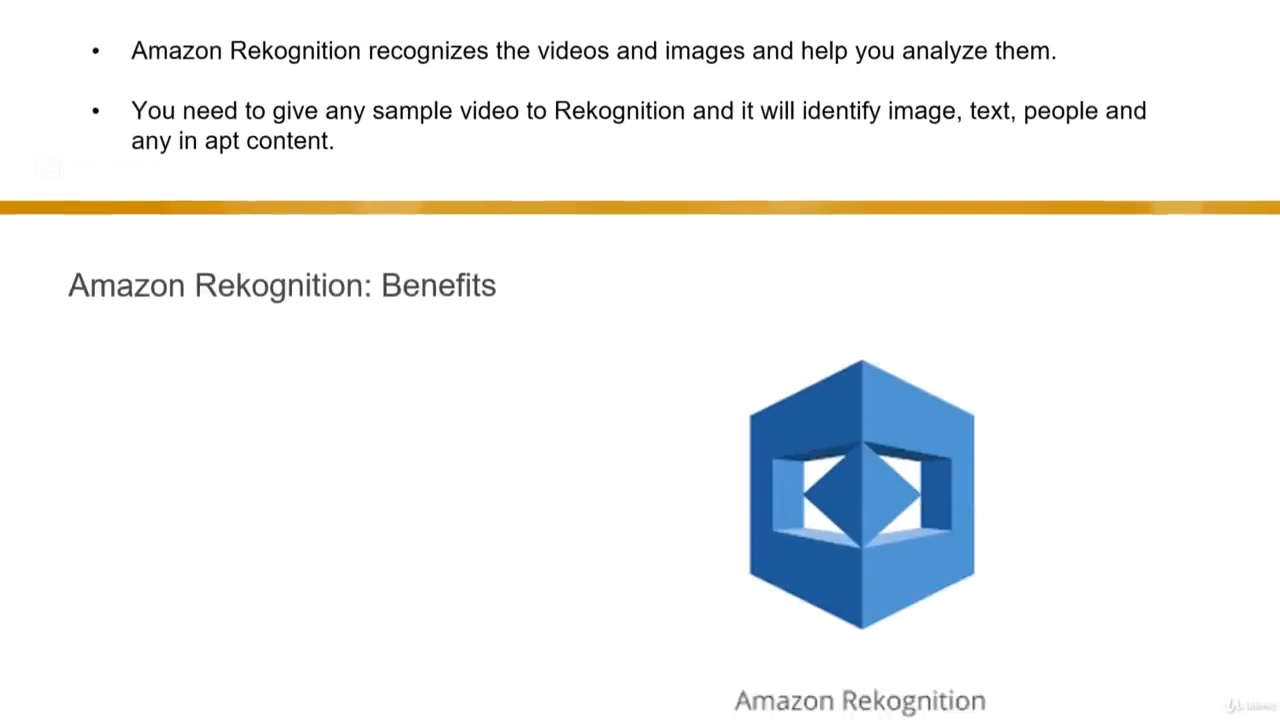 • Amazon Rekognition recognizes the videos and images and help you analyze them.
• You need to give any sample video to Rekognition and it will identify image, text, people and
any in apt content.
Amazon Rekognition: Benefits
Amazon Rekognition
Udemy